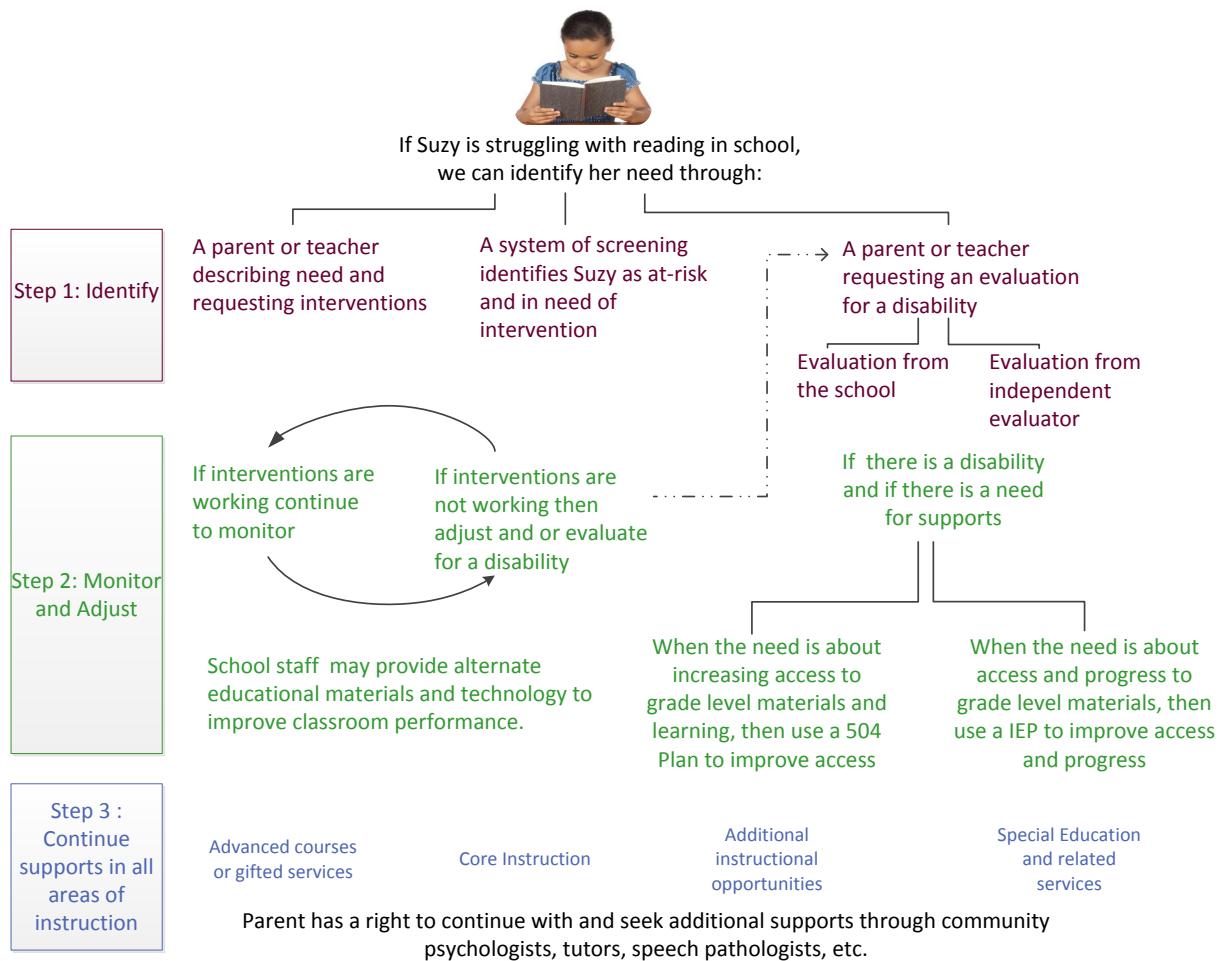 If Suzy is struggling with reading in school,
we can identify her need through:
Step 1: Identify
A parent or teacher
describing need and
requesting interventions
A system of screening
identifies Suzy as at-risk
and in need of
intervention
A parent or teacher
requesting an evaluation
for a disability
Evaluation from
the school
Evaluation from
independent
evaluator
Step 2: Monitor
and Adjust
If interventions are
working continue
to monitor
If interventions are
not working then
adjust and or evaluate
for a disability
If there is a disability
and if there is a need
for supports
School staff may provide alternate
educational materials and technology to
improve classroom performance.
When the need is about
increasing access to
grade level materials and
learning, then use a 504
Plan to improve access
When the need is about
access and progress to
grade level materials, then
use a IEP to improve access
and progress
Step 3 :
Continue
supports in all
areas of
instruction
Advanced courses
or gifted services
Core Instruction
Additional
instructional
opportunities
Special Education
and related
services
Parent has a right to continue with and seek additional supports through community
psychologists, tutors, speech pathologists, etc.